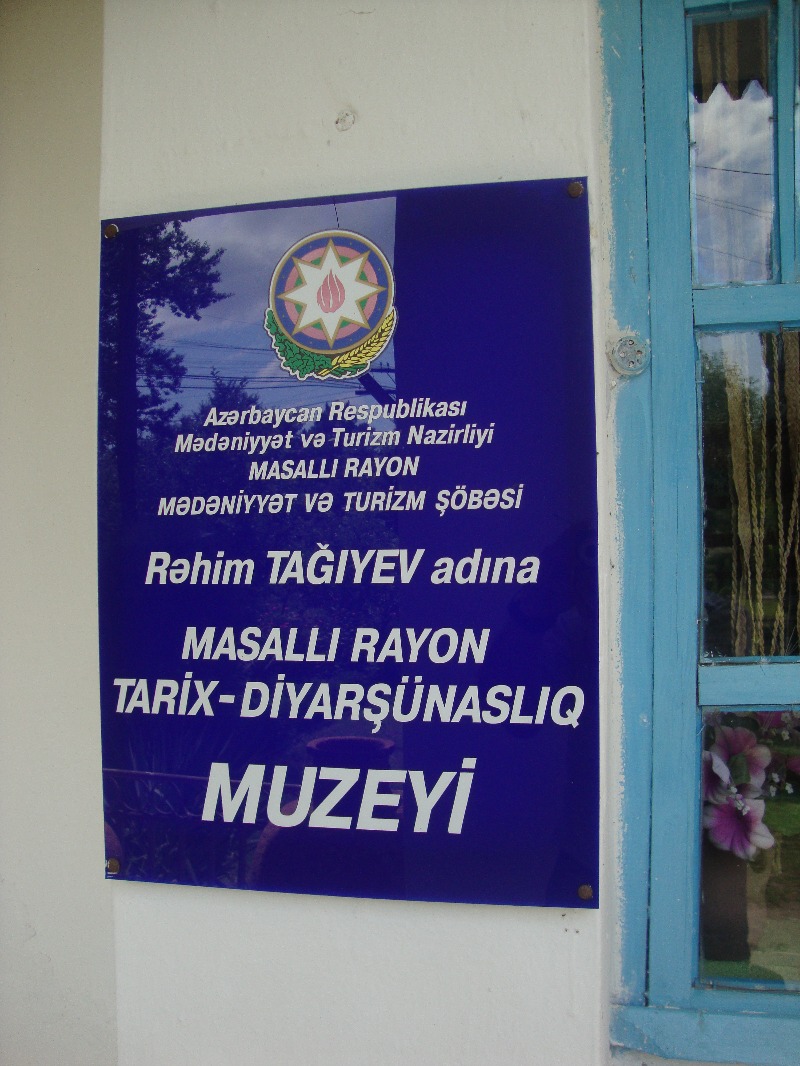 Azərbaycan Respublikası
Mədəniyyət və Turizm Nazirliyi
MASALLI RAYON
MƏDƏNİYYƏT VƏ TURİZM ŞÖBƏSİ
Rəhim TAĞIYEV adına
MASALLI RAYON
TARİX-DİYARŞÜNASLIQ
MUZEYİ